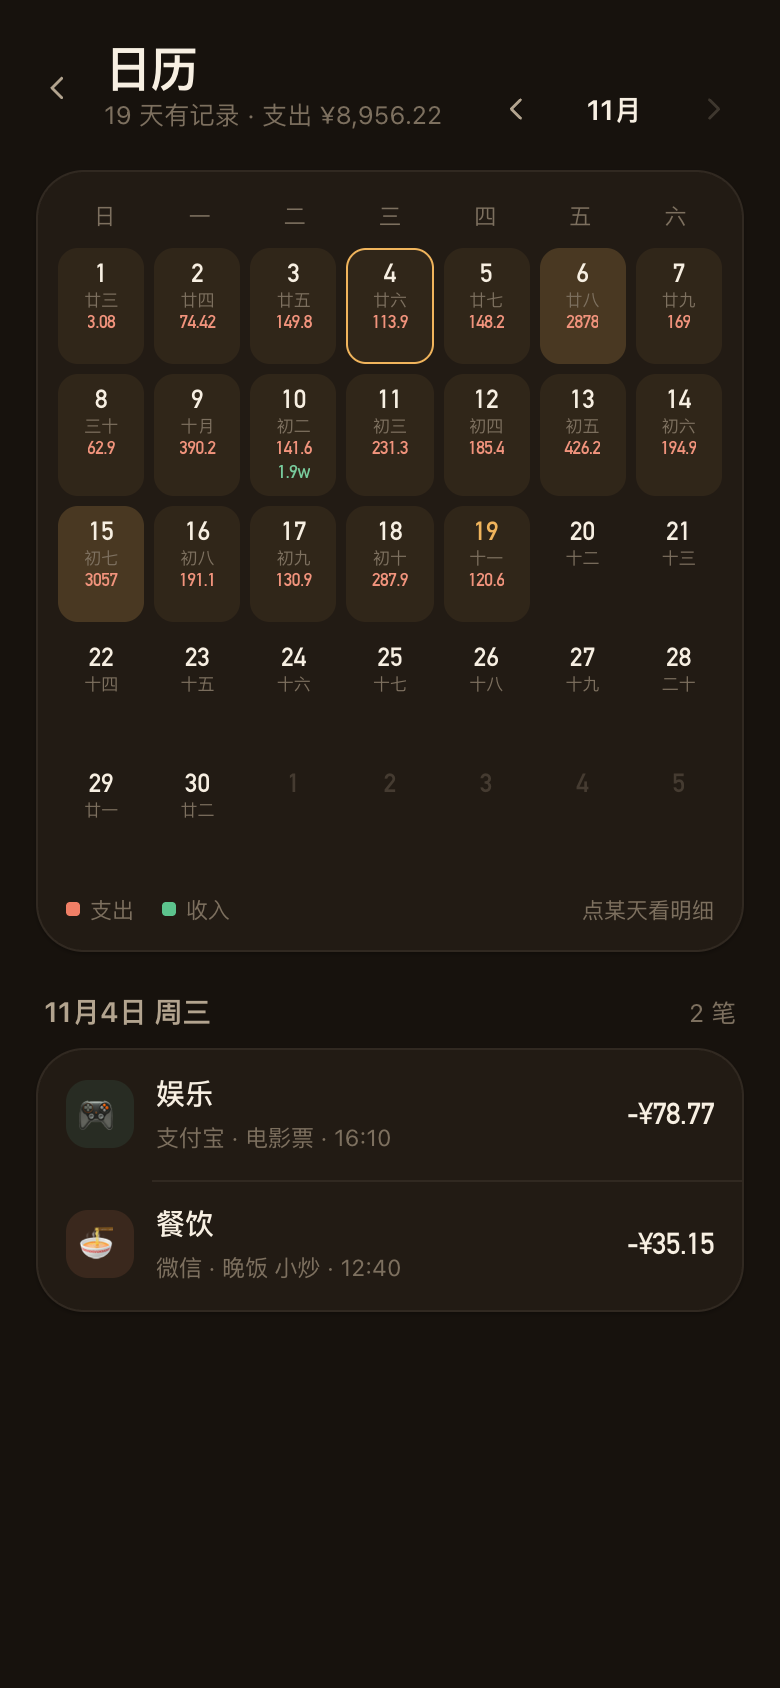 日历
19 天有记录 · 支出 ¥8,956.22
11月
日 一 二 三 四 五 六
1 2 3 4 5 6 7
廿三 廿四 廿五 廿六 廿七 廿八 廿九
3.08 74.42 149.8 113.9 148.2 2878 169
8 9 10 11 12 13 14
三十 十月 初二 初三 初四 初五 初六
62.9 390.2 141.6 231.3 185.4 426.2 194.9
1.9w
15 16 17 18 19 20 21
初七 初八 初九 初十 十一 十二 十三
3057 191.1 130.9 287.9 120.6
22 23 24 25 26 27 28
十四 十五 十六 十七 十八 十九 二十
29 30 1 2 3 4 5
廿一 廿二
支出 收入 点某天看明细
11月4日 周三 2 笔
娱乐
支付宝 · 电影票 · 16:10
-¥78.77
餐饮
微信 · 晚饭 小炒 · 12:40
-¥35.15